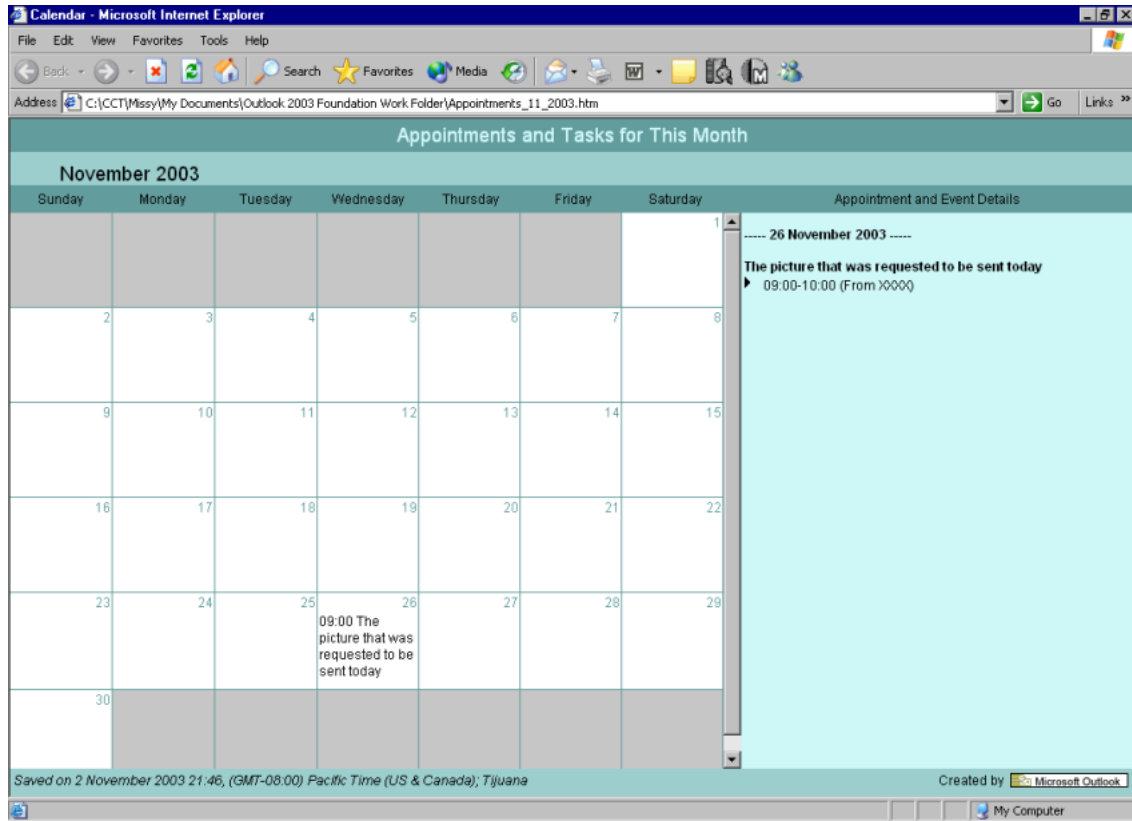 Calendar - Microsoft Internet Explorer
File Edit View Favorites Tools Help
Back Search Favorites Media
Address C:\CCT\Missy\My Documents\Outlook 2003 Foundation Work Folder\Appointments_11_2003.htm Go Links »
Appointments and Tasks for This Month
November 2003
Sunday Monday Tuesday Wednesday Thursday Friday Saturday Appointment and Event Details
1
----- 26 November 2003 -----
The picture that was requested to be sent today
09:00-10:00 (From XXXX)
2 3 4 5 6 7 8
9 10 11 12 13 14 15
16 17 18 19 20 21 22
23 24 25 26 27 28 29
09:00 The
picture that was
requested to be
sent today
30
Saved on 2 November 2003 21:46, (GMT-08:00) Pacific Time (US & Canada); Tijuana Created by Microsoft Outlook
My Computer